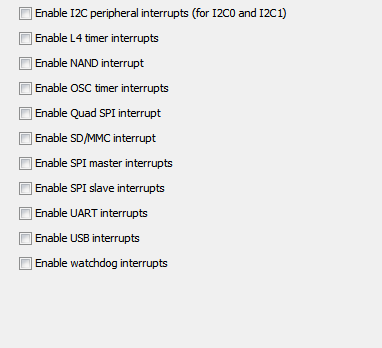 Enable I2C peripheral interrupts (for I2C0 and I2C1)
Enable L4 timer interrupts
Enable NAND interrupt
Enable OSC timer interrupts
Enable Quad SPI interrupt
Enable SD/MMC interrupt
Enable SPI master interrupts
Enable SPI slave interrupts
Enable UART interrupts
Enable USB interrupts
Enable watchdog interrupts